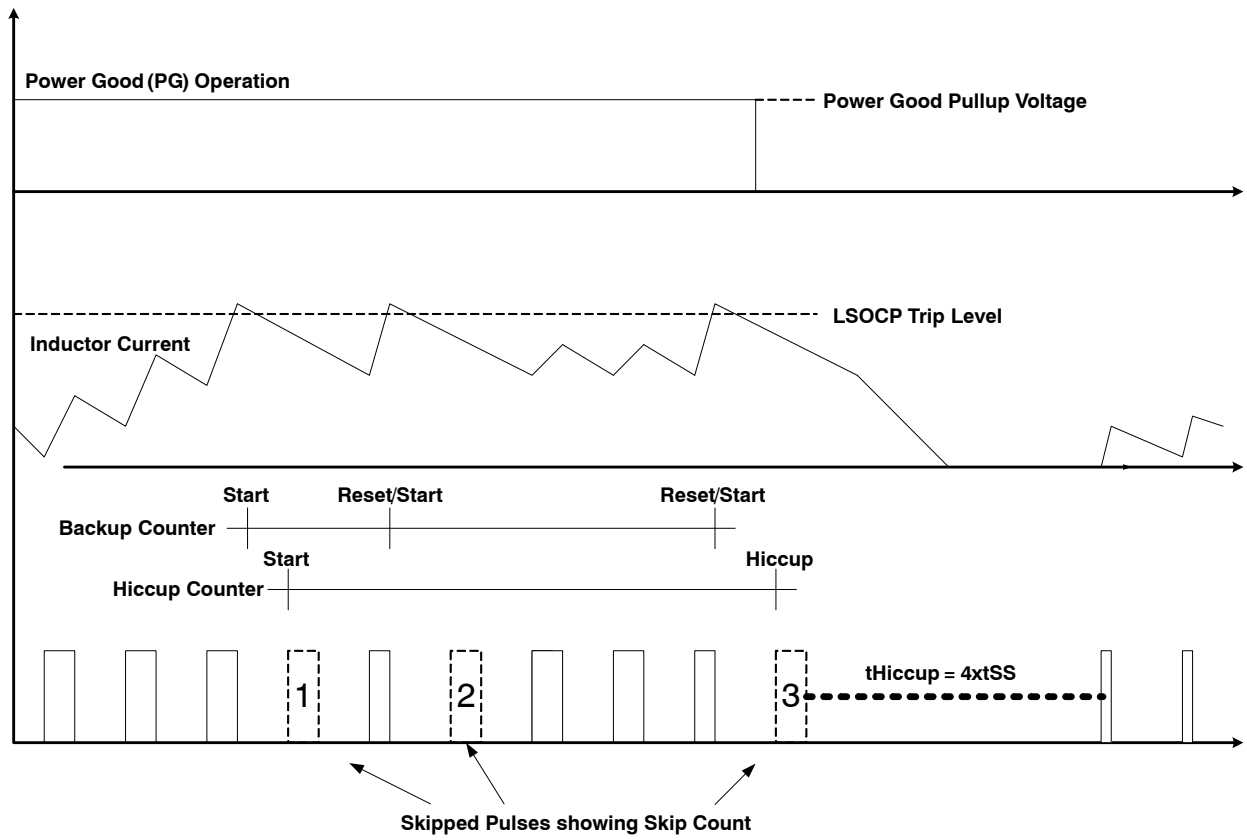 Power Good (PG) Operation
Power Good Pullup Voltage
LSOCP Trip Level
Inductor Current
Start
Reset/Start
Reset/Start
Backup Counter
Start
Hiccup
Hiccup Counter
1
2
3
tHiccup = 4xtSS
Skipped Pulses showing Skip Count